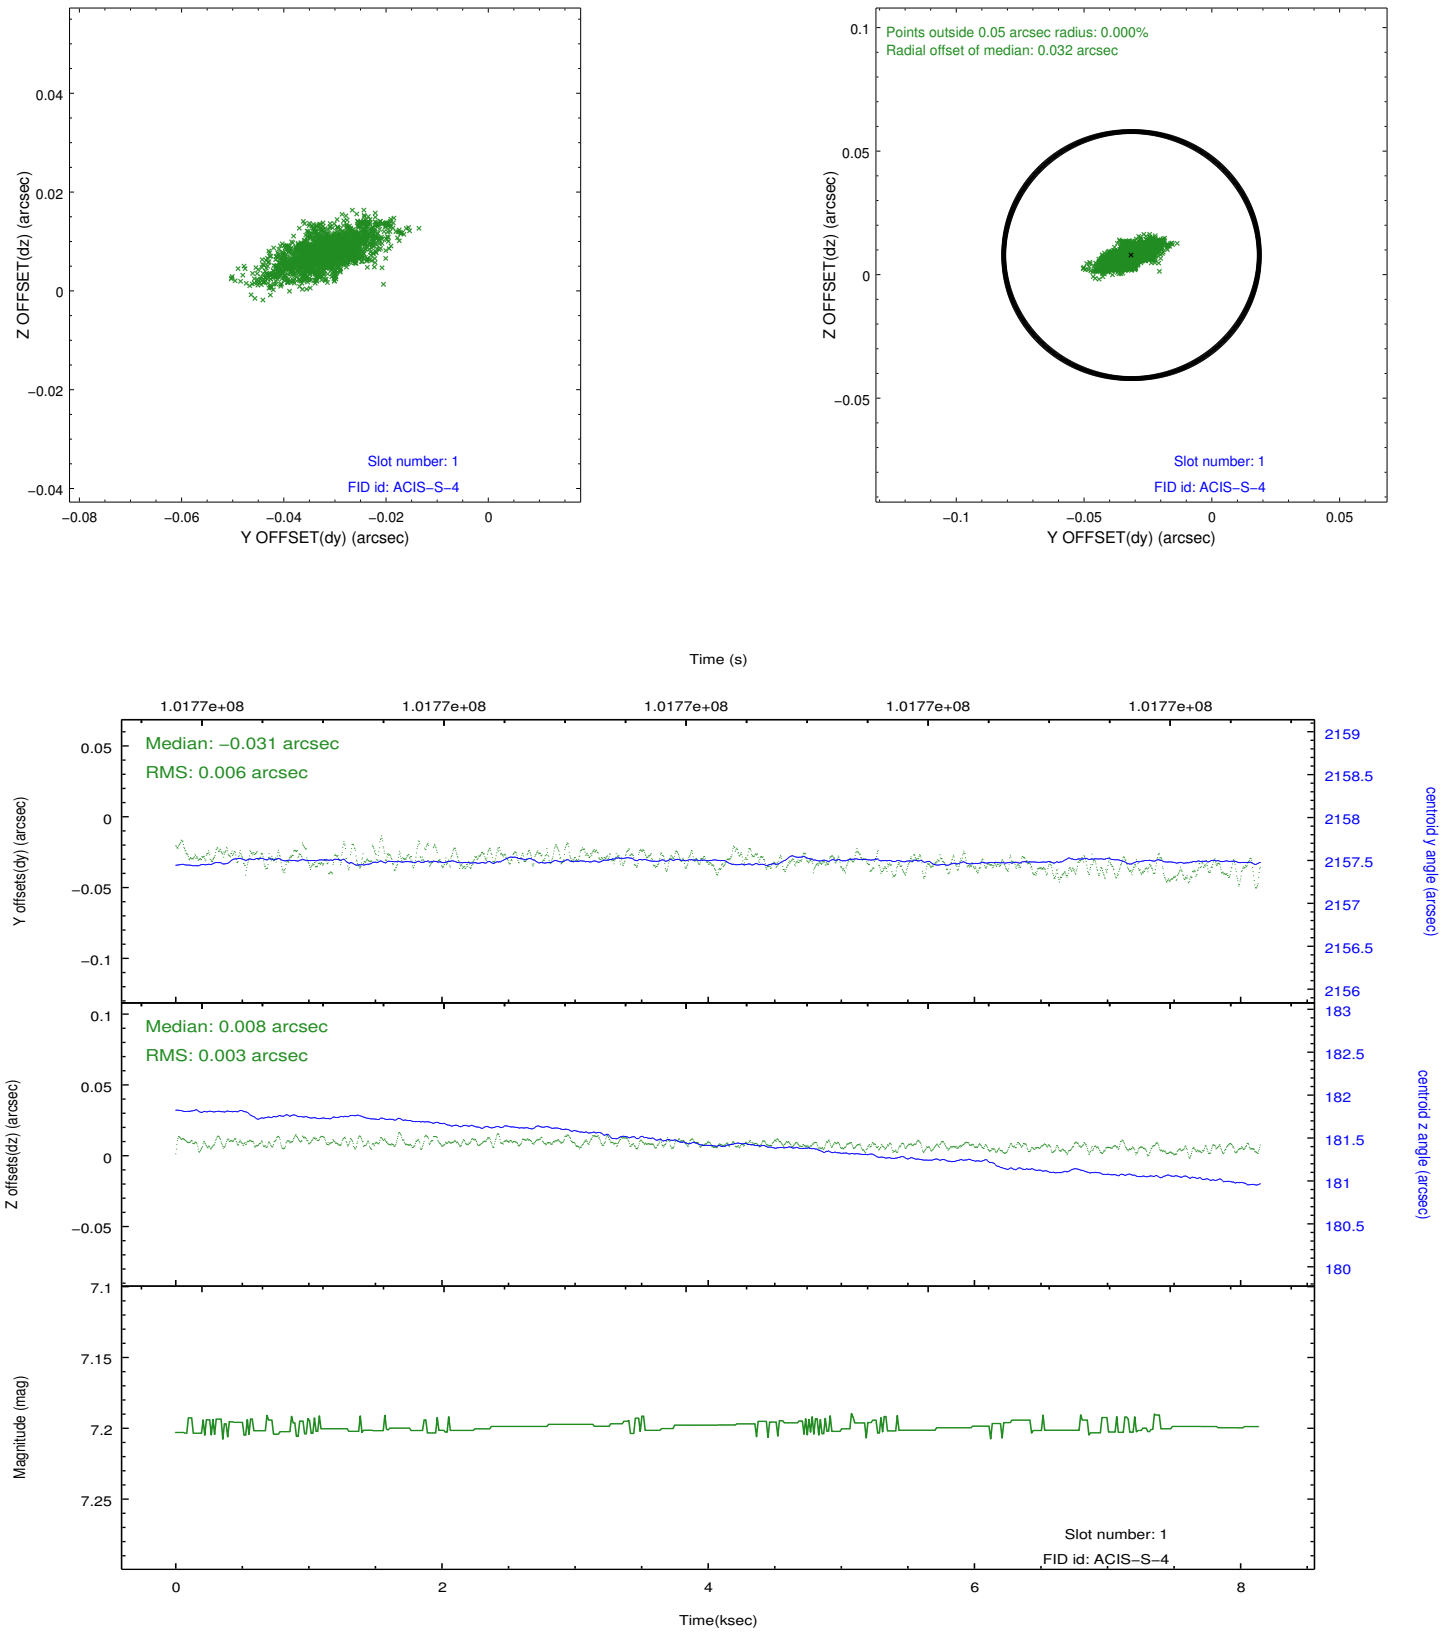 0.04
0.02
0
−0.02
−0.04
Z OFFSET(dz) (arcsec)
Slot number: 1
FID id: ACIS−S−4
−0.08 −0.06 −0.04 −0.02 0
Y OFFSET(dy) (arcsec)
Points outside 0.05 arcsec radius: 0.000%
Radial offset of median: 0.032 arcsec
0.1
0.05
0
−0.05
Z OFFSET(dz) (arcsec)
Slot number: 1
FID id: ACIS−S−4
−0.1 −0.05 0 0.05
Y OFFSET(dy) (arcsec)
Time (s)
1.0177e+08 1.0177e+08 1.0177e+08 1.0177e+08 1.0177e+08
Median: −0.031 arcsec
RMS: 0.006 arcsec
0.05
0
−0.05
−0.1
Y offsets(dy) (arcsec)
2159
2158.5
2158
2157.5
2157
2156.5
2156
centroid y angle (arcsec)
Median: 0.008 arcsec
RMS: 0.003 arcsec
0.1
0.05
0
−0.05
Z offsets(dz) (arcsec)
183
182.5
182
181.5
181
180.5
180
centroid z angle (arcsec)
7.1
7.15
7.2
7.25
Magnitude (mag)
Slot number: 1
FID id: ACIS−S−4
0 2 4 6 8
Time(ksec)